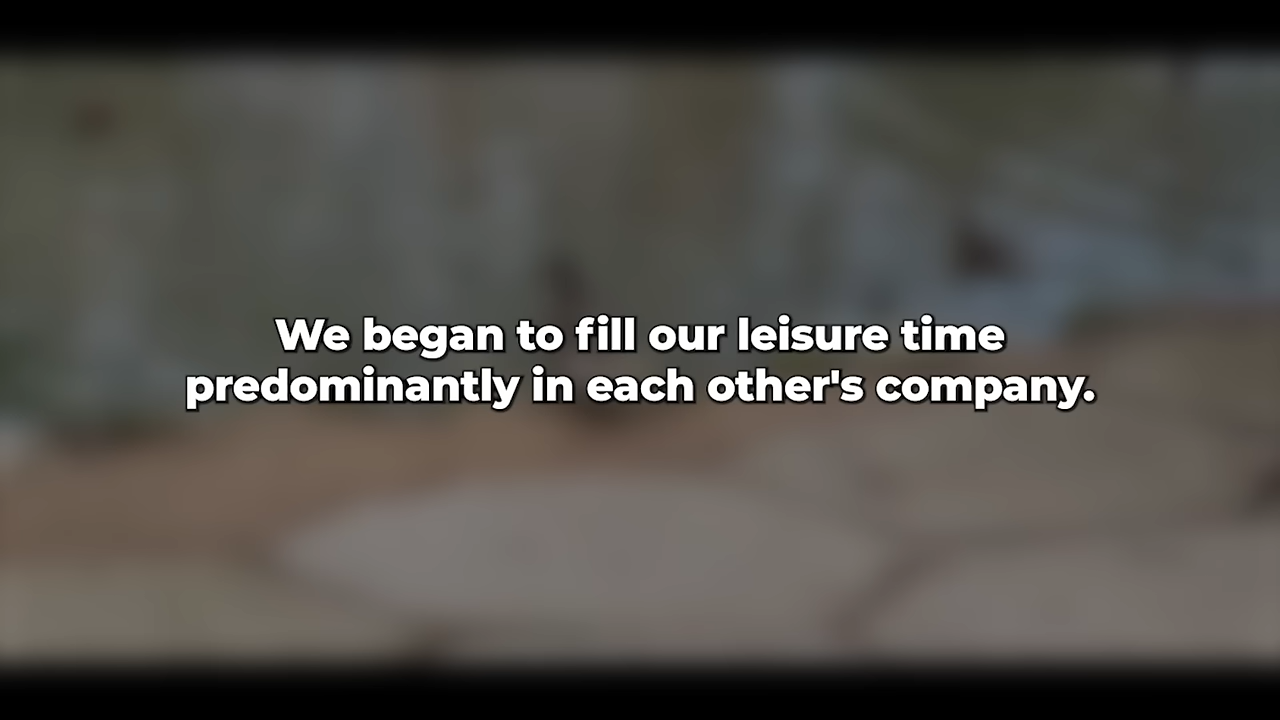 We began to fill our leisure time
predominantly in each other's company.